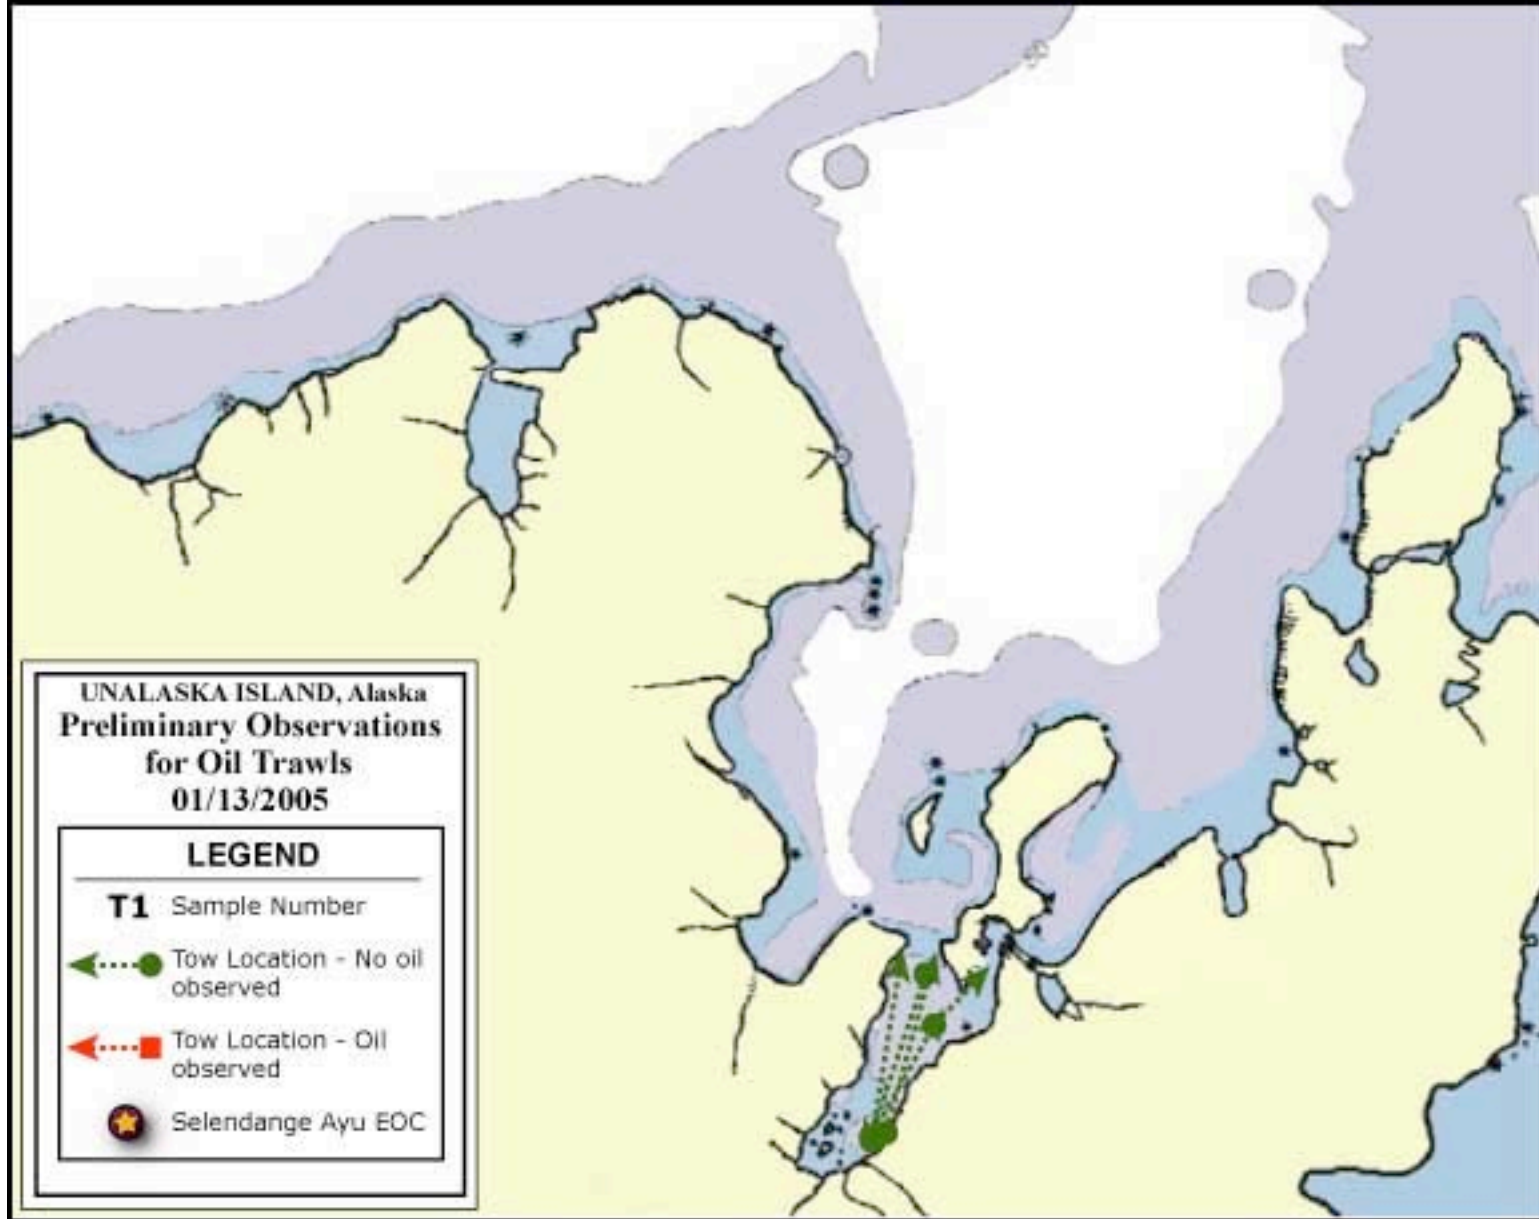 UNALASKA ISLAND, Alaska
Preliminary Observations
for Oil Trawls
01/13/2005
LEGEND
T1 Sample Number
Tow Location - No oil
observed
Tow Location - Oil
observed
Selendange Ayu EOC